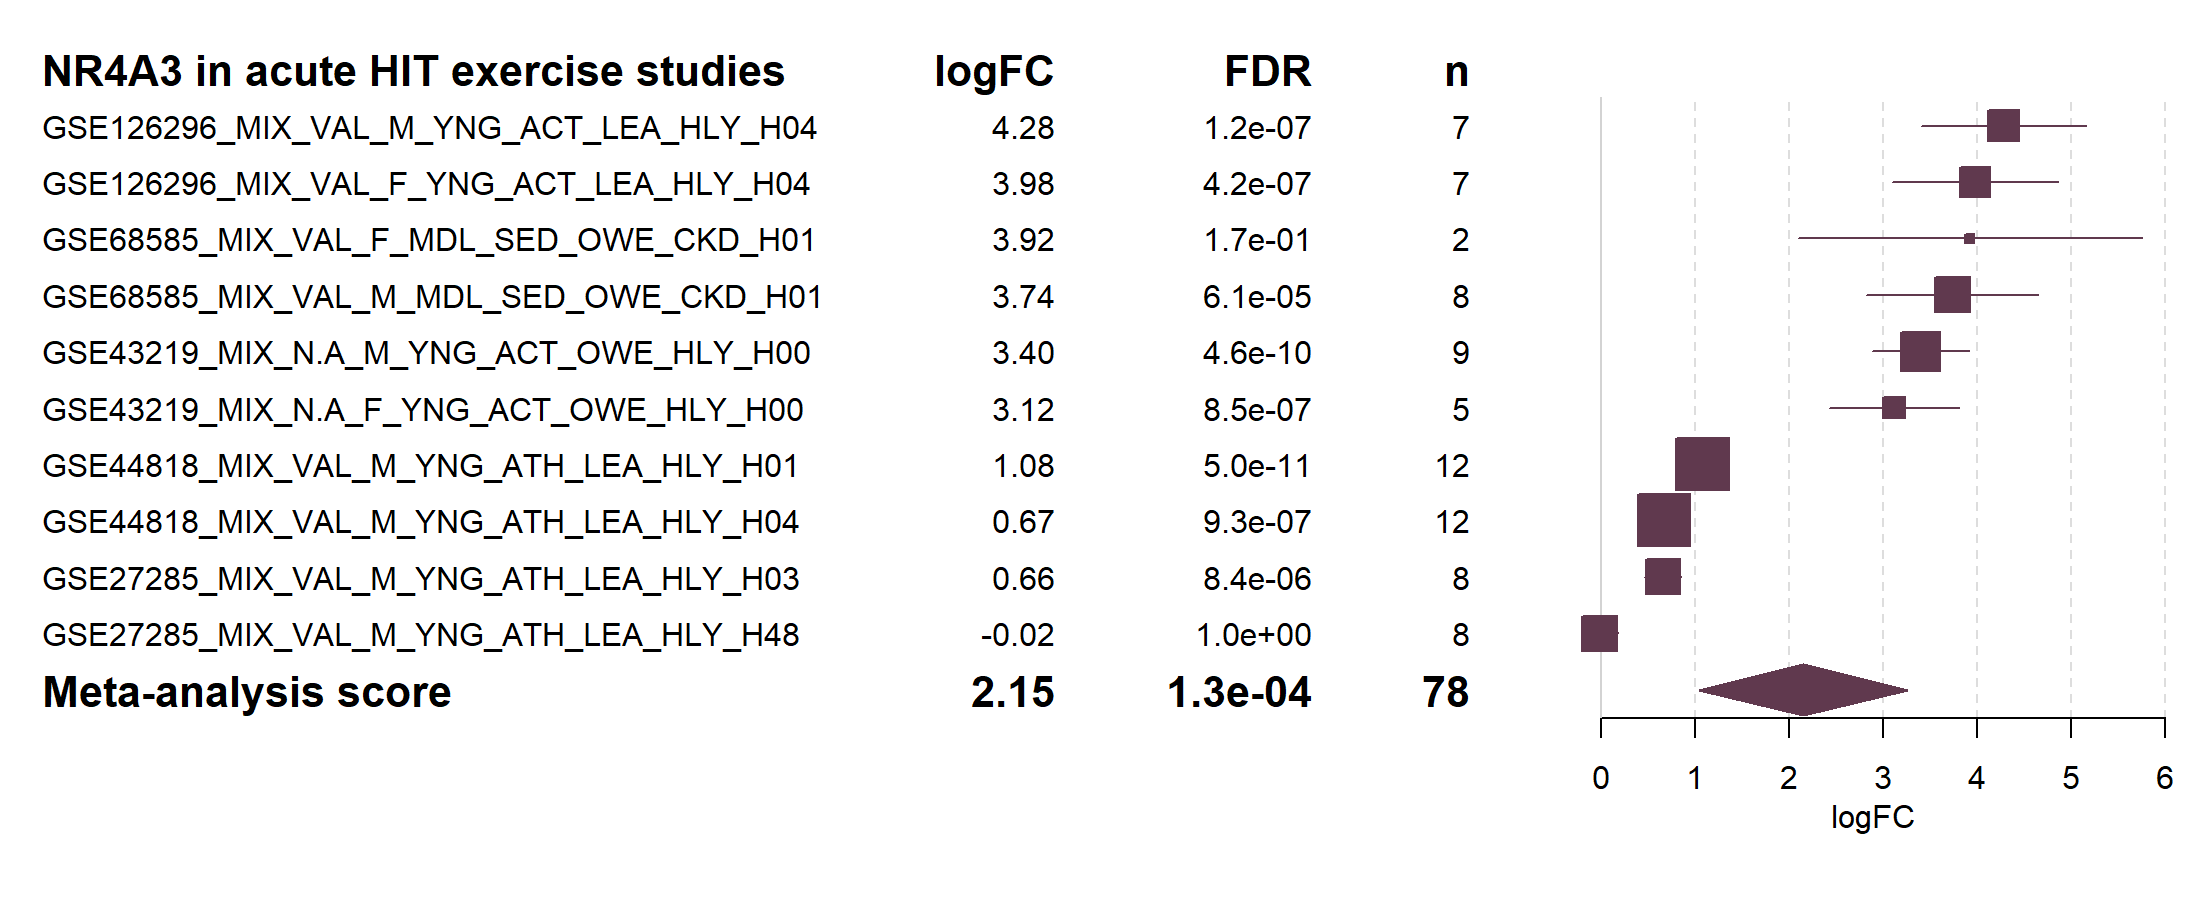 NR4A3 in acute HIT exercise studies logFC FDR n
GSE126296_MIX_VAL_M_YNG_ACT_LEA_HLY_H04 4.28 1.2e-07 7
GSE126296_MIX_VAL_F_YNG_ACT_LEA_HLY_H04 3.98 4.2e-07 7
GSE68585_MIX_VAL_F_MDL_SED_OWE_CKD_H01 3.92 1.7e-01 2
GSE68585_MIX_VAL_M_MDL_SED_OWE_CKD_H01 3.74 6.1e-05 8
GSE43219_MIX_N.A_M_YNG_ACT_OWE_HLY_H00 3.40 4.6e-10 9
GSE43219_MIX_N.A_F_YNG_ACT_OWE_HLY_H00 3.12 8.5e-07 5
GSE44818_MIX_VAL_M_YNG_ATH_LEA_HLY_H01 1.08 5.0e-11 12
GSE44818_MIX_VAL_M_YNG_ATH_LEA_HLY_H04 0.67 9.3e-07 12
GSE27285_MIX_VAL_M_YNG_ATH_LEA_HLY_H03 0.66 8.4e-06 8
GSE27285_MIX_VAL_M_YNG_ATH_LEA_HLY_H48 -0.02 1.0e+00 8
Meta-analysis score 2.15 1.3e-04 78
0 1 2 3 4 5 6
logFC